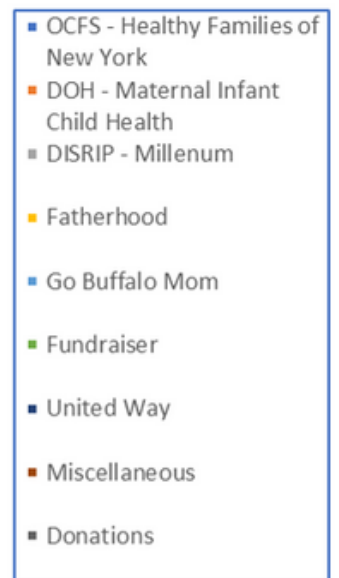 OCFS - Healthy Families of
New York
DOH - Maternal Infant
Child Health
DISRIP - Millenum
Fatherhood
Go Buffalo Mom
Fundraiser
United Way
Miscellaneous
Donations